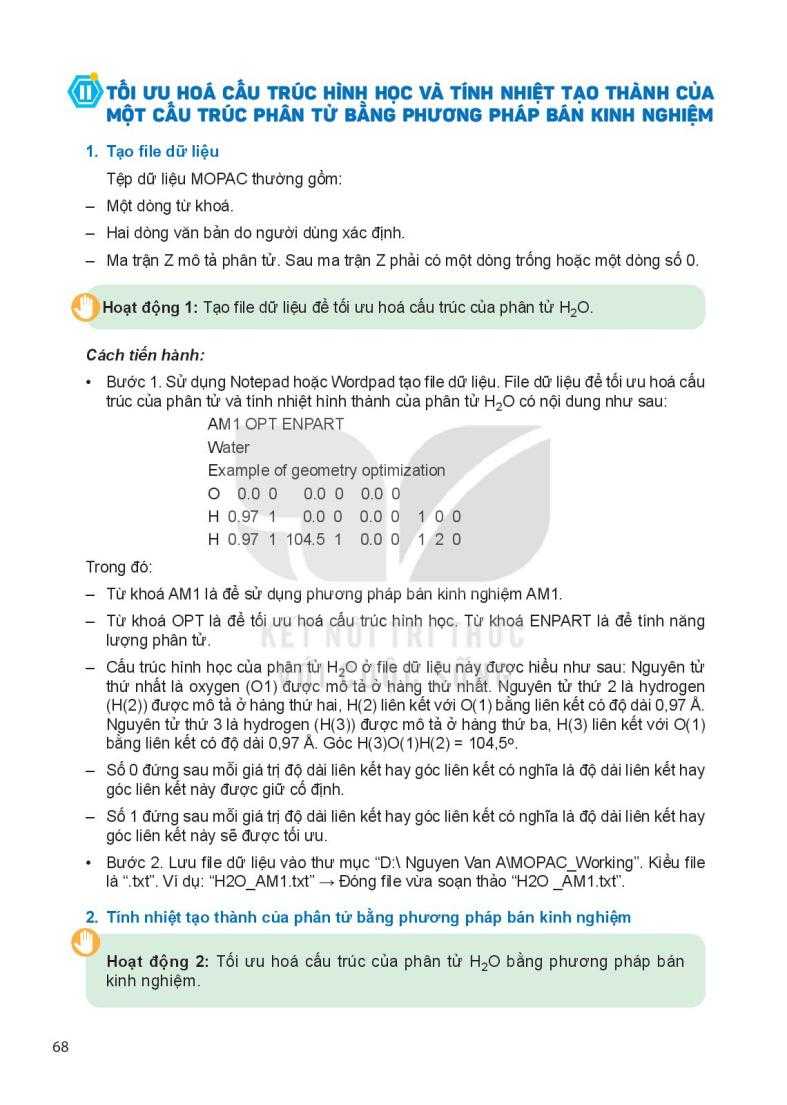 II TỐI ƯU HOÁ CẤU TRÚC HÌNH HỌC VÀ TÍNH NHIỆT TẠO THÀNH CỦA
MỘT CẤU TRÚC PHÂN TỬ BẰNG PHƯƠNG PHÁP BÁN KINH NGHIỆM
1. Tạo file dữ liệu
Tệp dữ liệu MOPAC thường gồm:
– Một dòng từ khoá.
– Hai dòng văn bản do người dùng xác định.
– Ma trận Z mô tả phân tử. Sau ma trận Z phải có một dòng trống hoặc một dòng số 0.
Hoạt động 1: Tạo file dữ liệu để tối ưu hoá cấu trúc của phân tử H₂O.
Cách tiến hành:
• Bước 1. Sử dụng Notepad hoặc Wordpad tạo file dữ liệu. File dữ liệu để tối ưu hoá cấu
trúc của phân tử và tính nhiệt hình thành của phân tử H₂O có nội dung như sau:
AM1 OPT ENPART
Water
Example of geometry optimization
O 0.0 0 0.0 0 0.0 0
H 0.97 1 0.0 0 0.0 0 1 0 0
H 0.97 1 104.5 1 0.0 0 1 2 0
Trong đó:
– Từ khoá AM1 là để sử dụng phương pháp bán kinh nghiệm AM1.
– Từ khoá OPT là để tối ưu hoá cấu trúc hình học. Từ khoá ENPART là để tính năng
lượng phân tử.
– Cấu trúc hình học của phân tử H₂O ở file dữ liệu này được hiểu như sau: Nguyên tử
thứ nhất là oxygen (O1) được mô tả ở hàng thứ nhất. Nguyên tử thứ 2 là hydrogen
(H(2)) được mô tả ở hàng thứ hai, H(2) liên kết với O(1) bằng liên kết có độ dài 0,97 Å.
Nguyên tử thứ 3 là hydrogen (H(3)) được mô tả ở hàng thứ ba, H(3) liên kết với O(1)
bằng liên kết có độ dài 0,97 Å. Góc H(3)O(1)H(2) = 104,5º.
– Số 0 đứng sau mỗi giá trị độ dài liên kết hay góc liên kết có nghĩa là độ dài liên kết hay
góc liên kết này được giữ cố định.
– Số 1 đứng sau mỗi giá trị độ dài liên kết hay góc liên kết có nghĩa là độ dài liên kết hay
góc liên kết này sẽ được tối ưu.
• Bước 2. Lưu file dữ liệu vào thư mục “D:\ Nguyen Van A\MOPAC_Working”. Kiểu file
là “.txt”. Ví dụ: “H2O_AM1.txt” → Đóng file vừa soạn thảo “H2O _AM1.txt”.
KẾT NỐI TRI THỨC
VỚI CUỘC SỐNG
2. Tính nhiệt tạo thành của phân tử bằng phương pháp bán kinh nghiệm
Hoạt động 2: Tối ưu hoá cấu trúc của phân tử H₂O bằng phương pháp bán
kinh nghiệm.
68